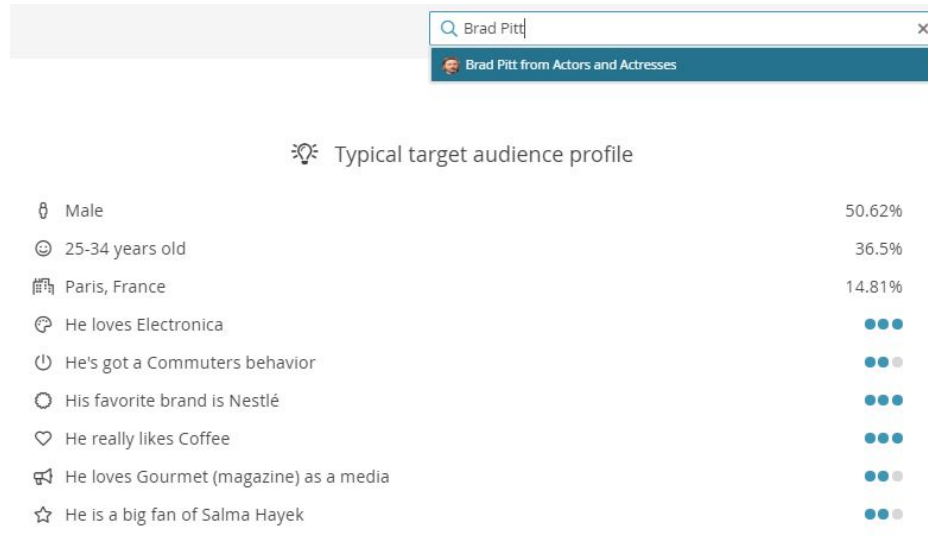 Brad Pitt
Brad Pitt from Actors and Actresses
Typical target audience profile
Male 50.62%
25-34 years old 36.5%
Paris, France 14.81%
He loves Electronica
He's got a Commuters behavior
His favorite brand is Nestlé
He really likes Coffee
He loves Gourmet (magazine) as a media
He is a big fan of Salma Hayek